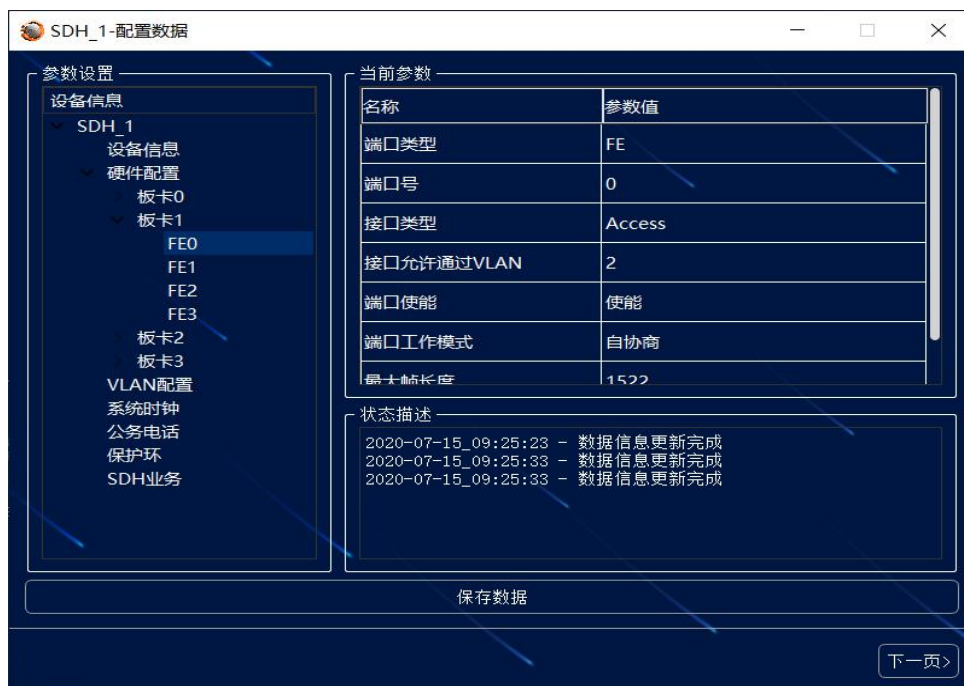 SDH_1-配置数据
参数设置
设备信息
SDH_1
设备信息
硬件配置
板卡0
板卡1
FE0
FE1
FE2
FE3
板卡2
板卡3
VLAN配置
系统时钟
公务电话
保护环
SDH业务
当前参数
名称 参数值
端口类型 FE
端口号 0
接口类型 Access
接口允许通过VLAN 2
端口使能 使能
端口工作模式 自协商
最大帧长度 1522
状态描述
2020-07-15_09:25:23 - 数据信息更新完成
2020-07-15_09:25:33 - 数据信息更新完成
2020-07-15_09:25:33 - 数据信息更新完成
保存数据
下一页>